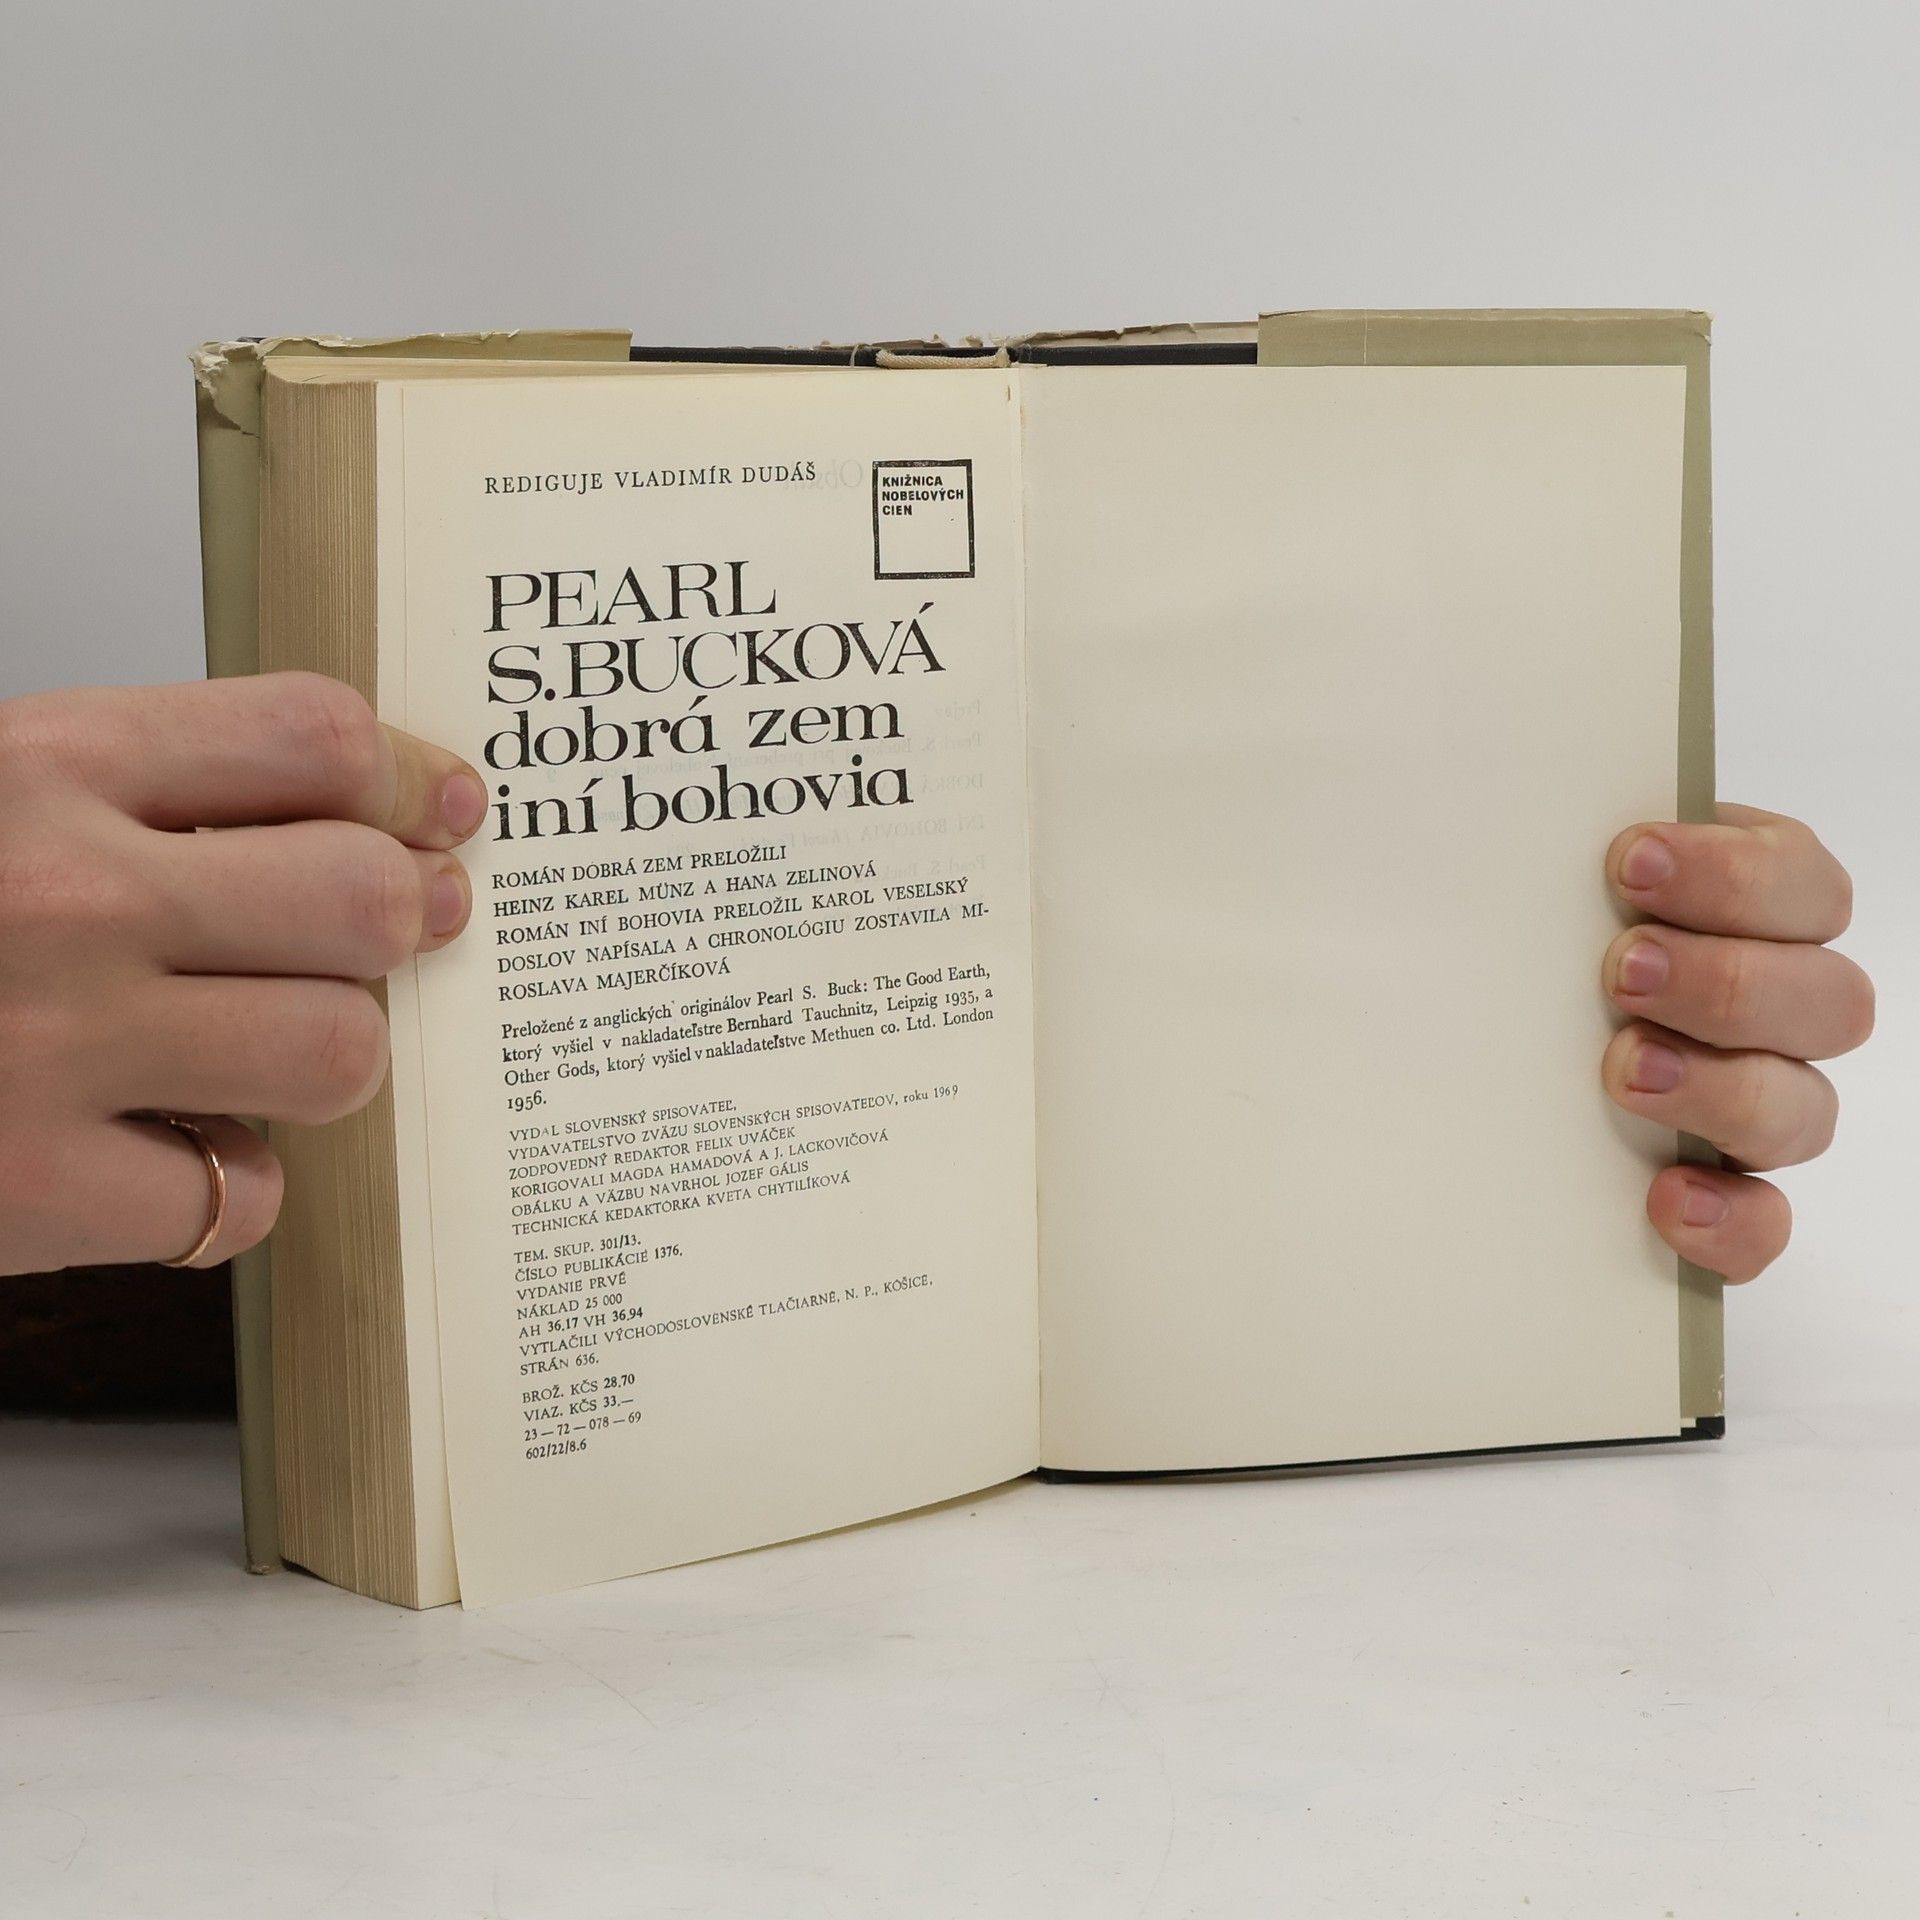 REDIGUJE VLADIMÍR DUDÁŠ
KNIŽNICA
NOBELOVÝCH
CIEN
PEARL
S. BUCKOVÁ
dobrá zem
iní bohovia
ROMÁN DOBRÁ ZEM PRELOŽILI
HEINZ KAREL MÜNZ A HANA ZELINOVÁ
ROMÁN INÍ BOHOVIA PRELOŽIL KAROL VESELSKÝ
DOSLOV NAPÍSALA A CHRONOLÓGIU ZOSTAVILA MI-
ROSLAVA MAJERČÍKOVÁ
Preložené z anglických originálov Pearl S. Buck: The Good Earth,
ktorý vyšiel v nakladateľstre Bernhard Tauchnitz, Leipzig 1935, a
Other Gods, ktorý vyšiel v nakladateľstve Methuen co. Ltd. London
1956.
VYDAL SLOVENSKÝ SPISOVATEĽ,
VYDAVATELSTVO ZVÄZU SLOVENSKÝCH SPISOVATEĽOV, roku 1969
ZODPOVEDNÝ REDAKTOR FELIX UVÁČEK
KORIGOVALI MAGDA HAMADOVÁ A J. LACKOVIČOVÁ
OBÁLKU A VÄZBU NAVRHOL JOZEF GÁLIS
TECHNICKÁ KEDAKTORKA KVETA CHYTILÍKOVÁ
TEM. SKUP. 301/13.
ČÍSLO PUBLIKÁCIE 1376.
VYDANIE PRVÉ
NÁKLAD 25 000
AH 36,17 VH 36,94
VYTLAČILI VÝCHODOSLOVENSKÉ TLAČIARNE, N. P., KOŠICE,
STRÁN 636.
BROŽ. KČS 28,70
VIAZ. KČS 33,—
23 — 72 — 078 — 69
602/22/8.6